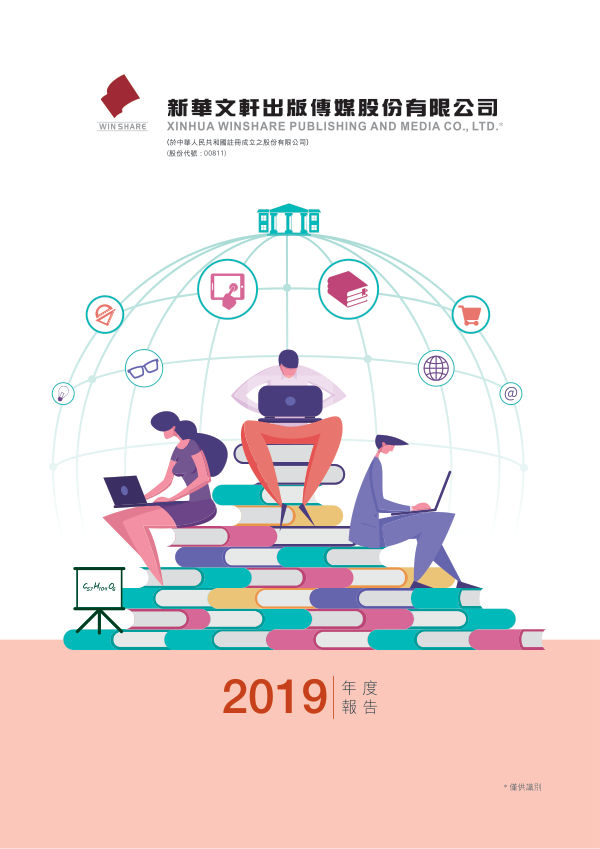 WINSHARE
新華文軒出版傳媒股份有限公司
XINHUA WINSHARE PUBLISHING AND MEDIA CO., LTD.*
(於中華人民共和國註冊成立之股份有限公司)
(股份代號 : 00811)
@
C57H104O6
2019
年度
報告
* 僅供識別